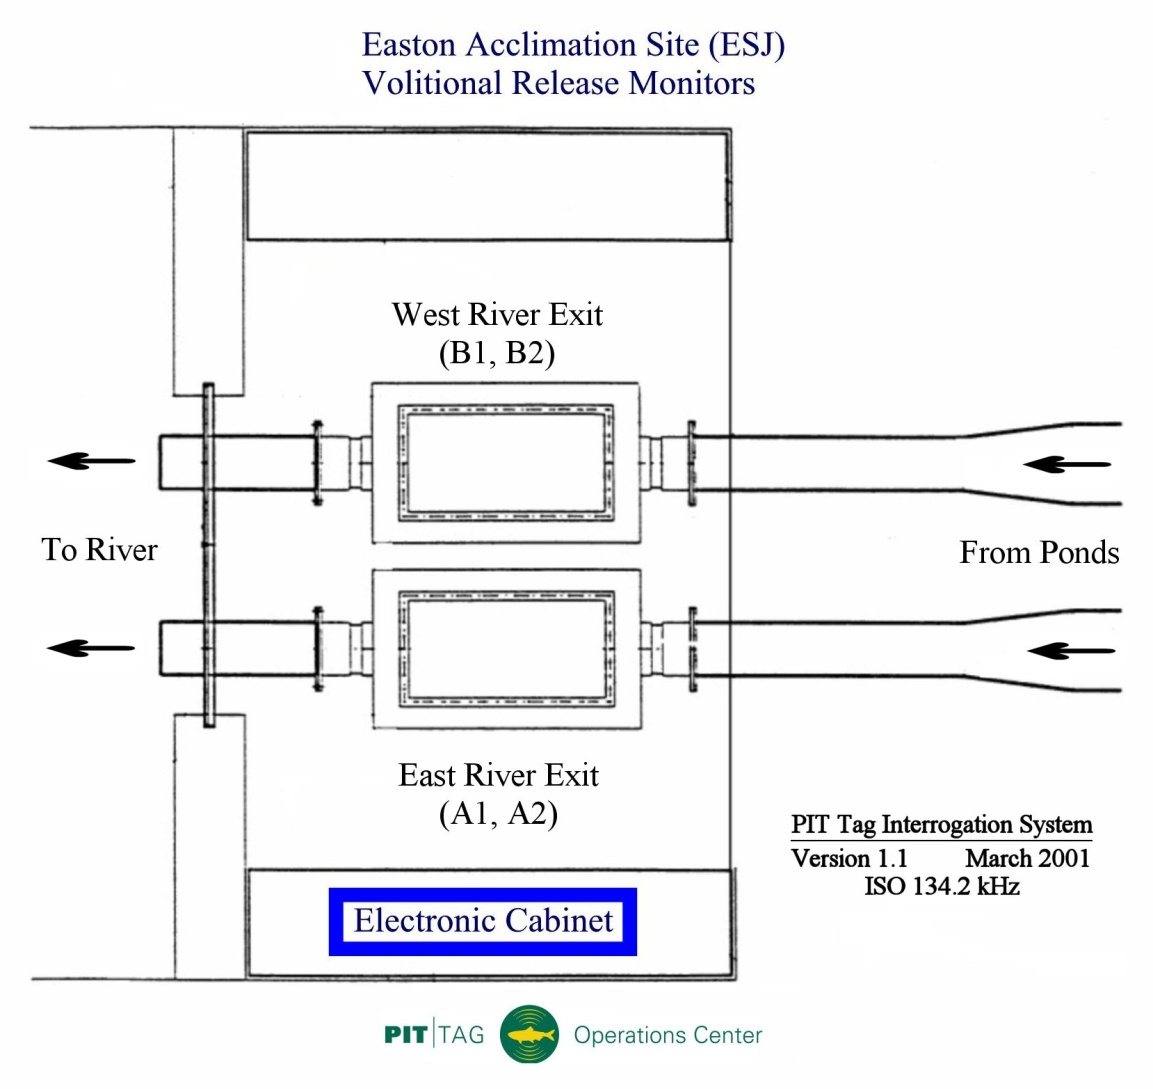 Easton Acclimation Site (ESJ)
Volitional Release Monitors
West River Exit
(B1, B2)
To River
From Ponds
East River Exit
(A1, A2)
PIT Tag Interrogation System
Version 1.1 March 2001
ISO 134.2 kHz
Electronic Cabinet
PIT TAG Operations Center